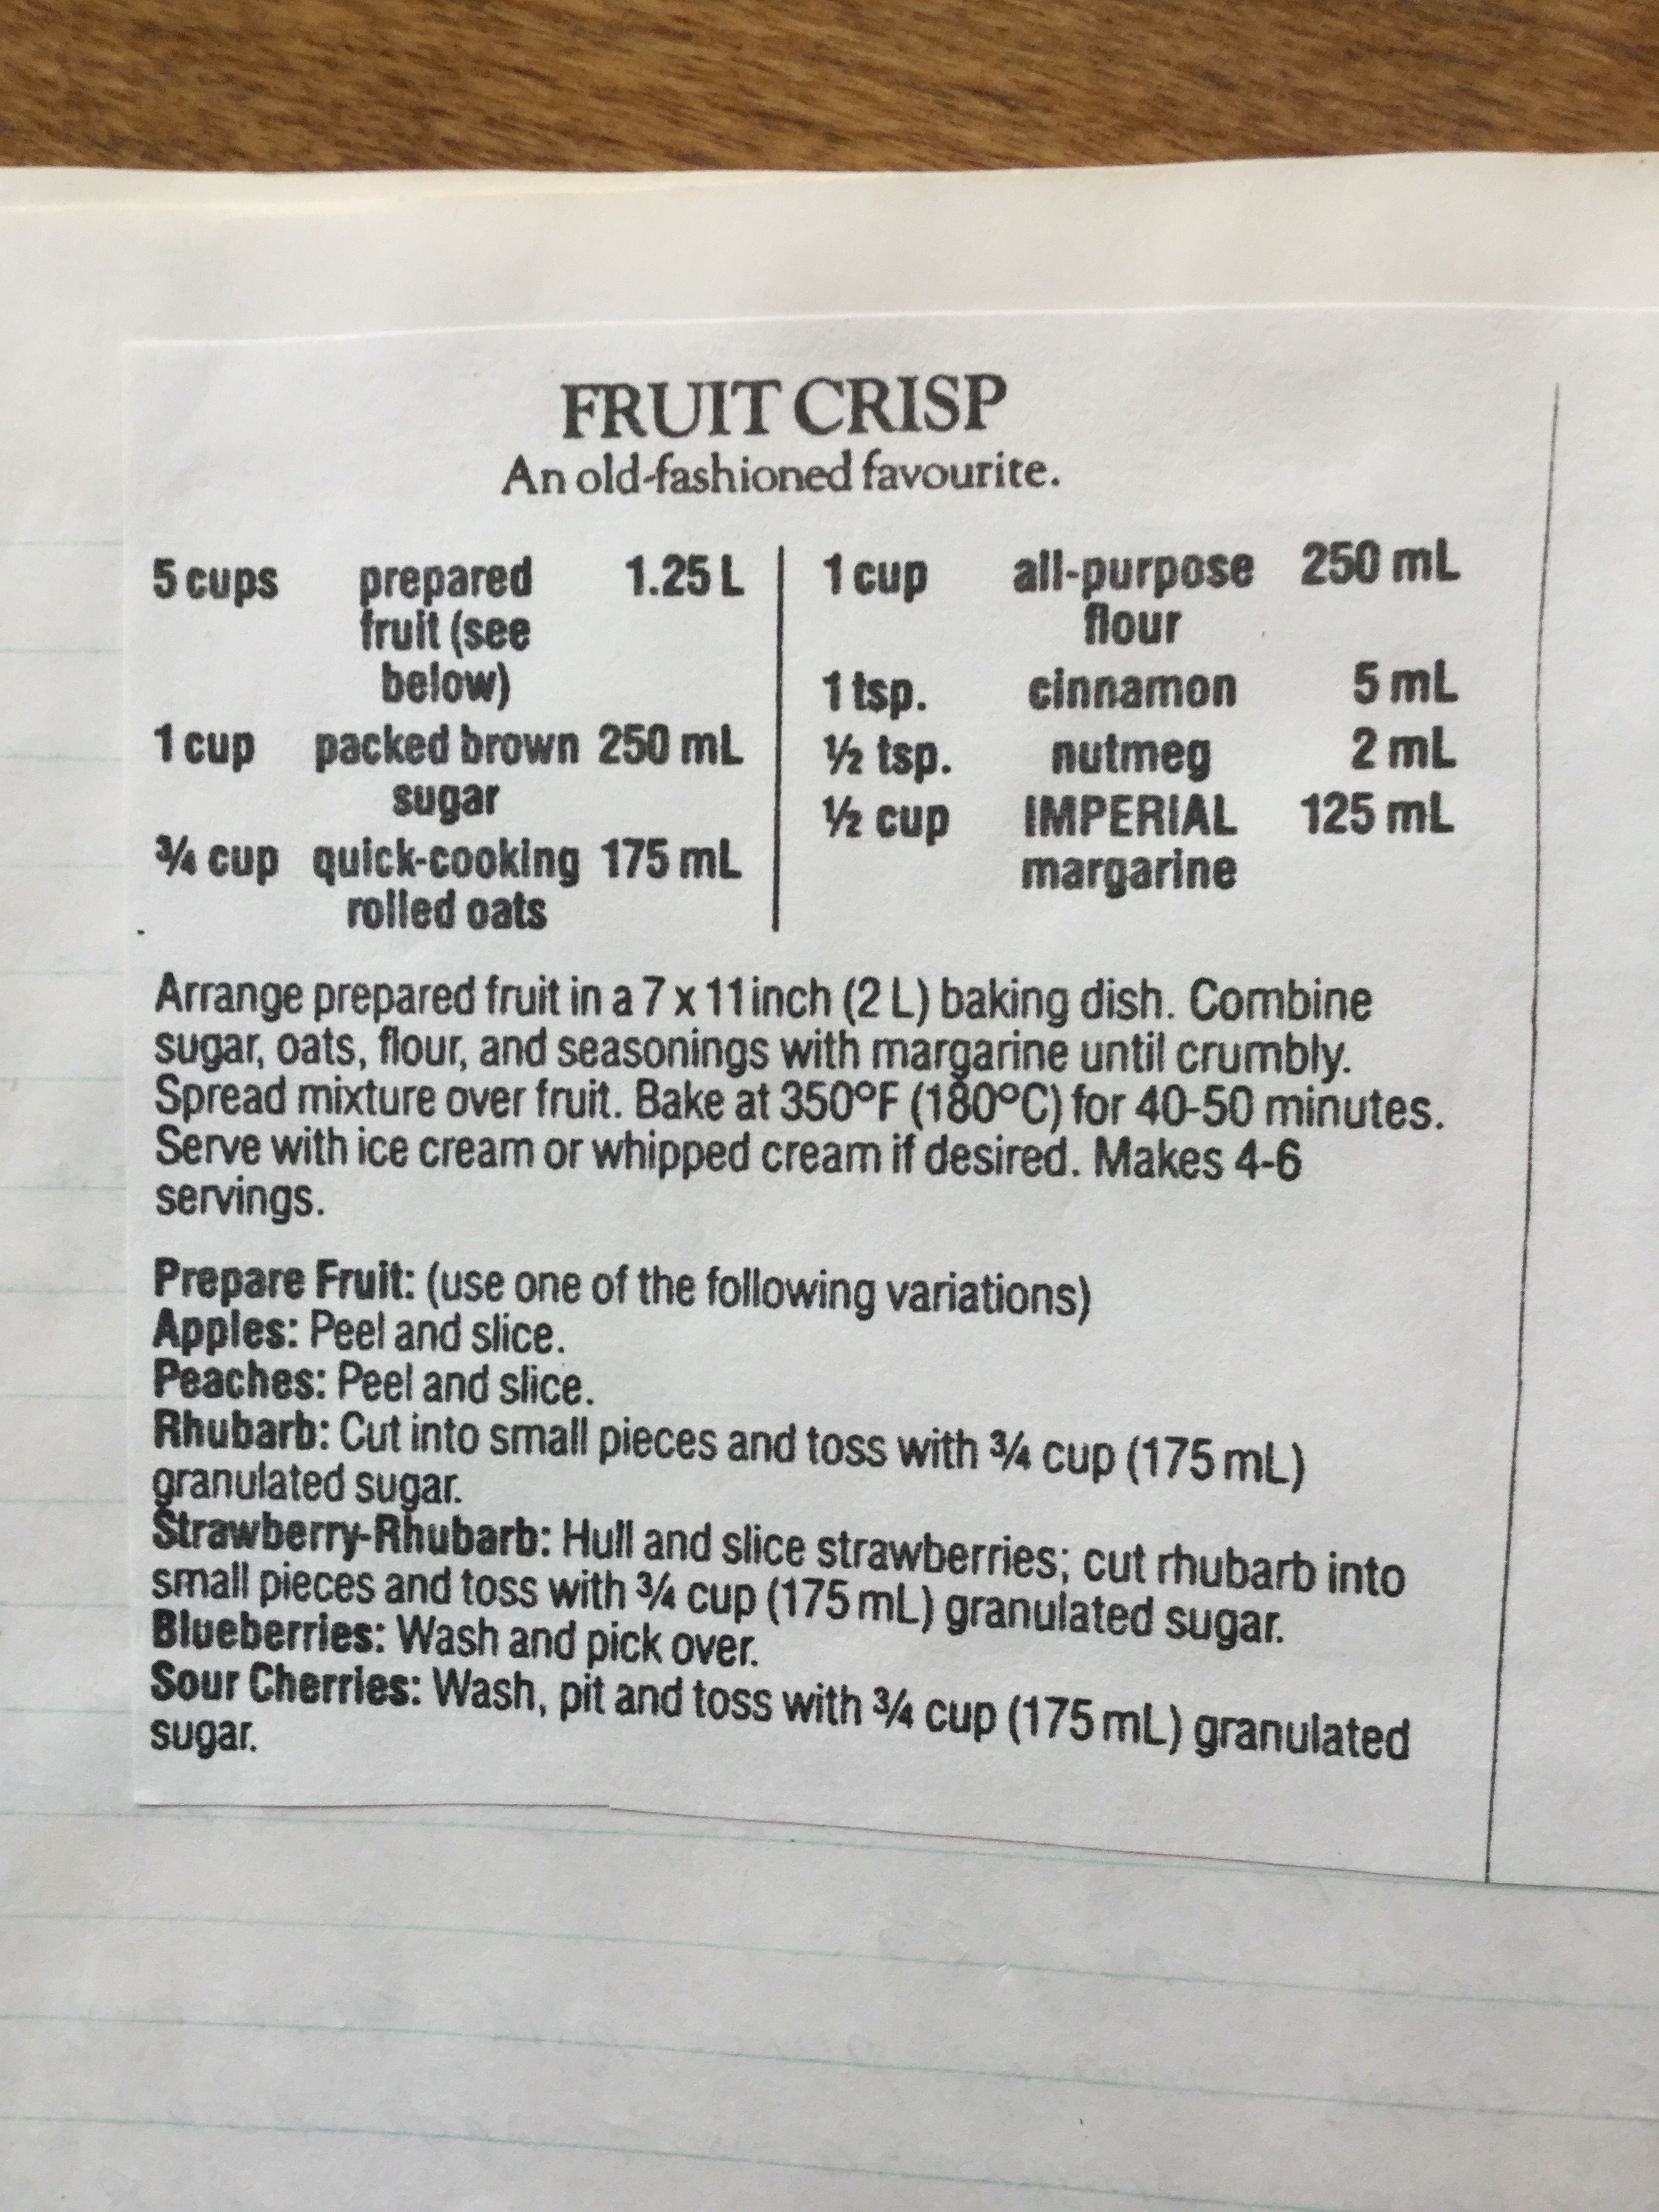 FRUIT CRISP
An old-fashioned favourite.
5 cups prepared 1.25 L
fruit (see
below)
1 cup packed brown 250 mL
sugar
¾ cup quick-cooking 175 mL
rolled oats
1 cup all-purpose 250 mL
flour
1 tsp. cinnamon 5 mL
½ tsp. nutmeg 2 mL
½ cup IMPERIAL 125 mL
margarine
Arrange prepared fruit in a 7 x 11 inch (2 L) baking dish. Combine
sugar, oats, flour, and seasonings with margarine until crumbly.
Spread mixture over fruit. Bake at 350ºF (180ºC) for 40-50 minutes.
Serve with ice cream or whipped cream if desired. Makes 4-6
servings.
Prepare Fruit: (use one of the following variations)
Apples: Peel and slice.
Peaches: Peel and slice.
Rhubarb: Cut into small pieces and toss with ¾ cup (175 mL)
granulated sugar.
Strawberry-Rhubarb: Hull and slice strawberries; cut rhubarb into
small pieces and toss with ¾ cup (175 mL) granulated sugar.
Blueberries: Wash and pick over.
Sour Cherries: Wash, pit and toss with ¾ cup (175 mL) granulated
sugar.